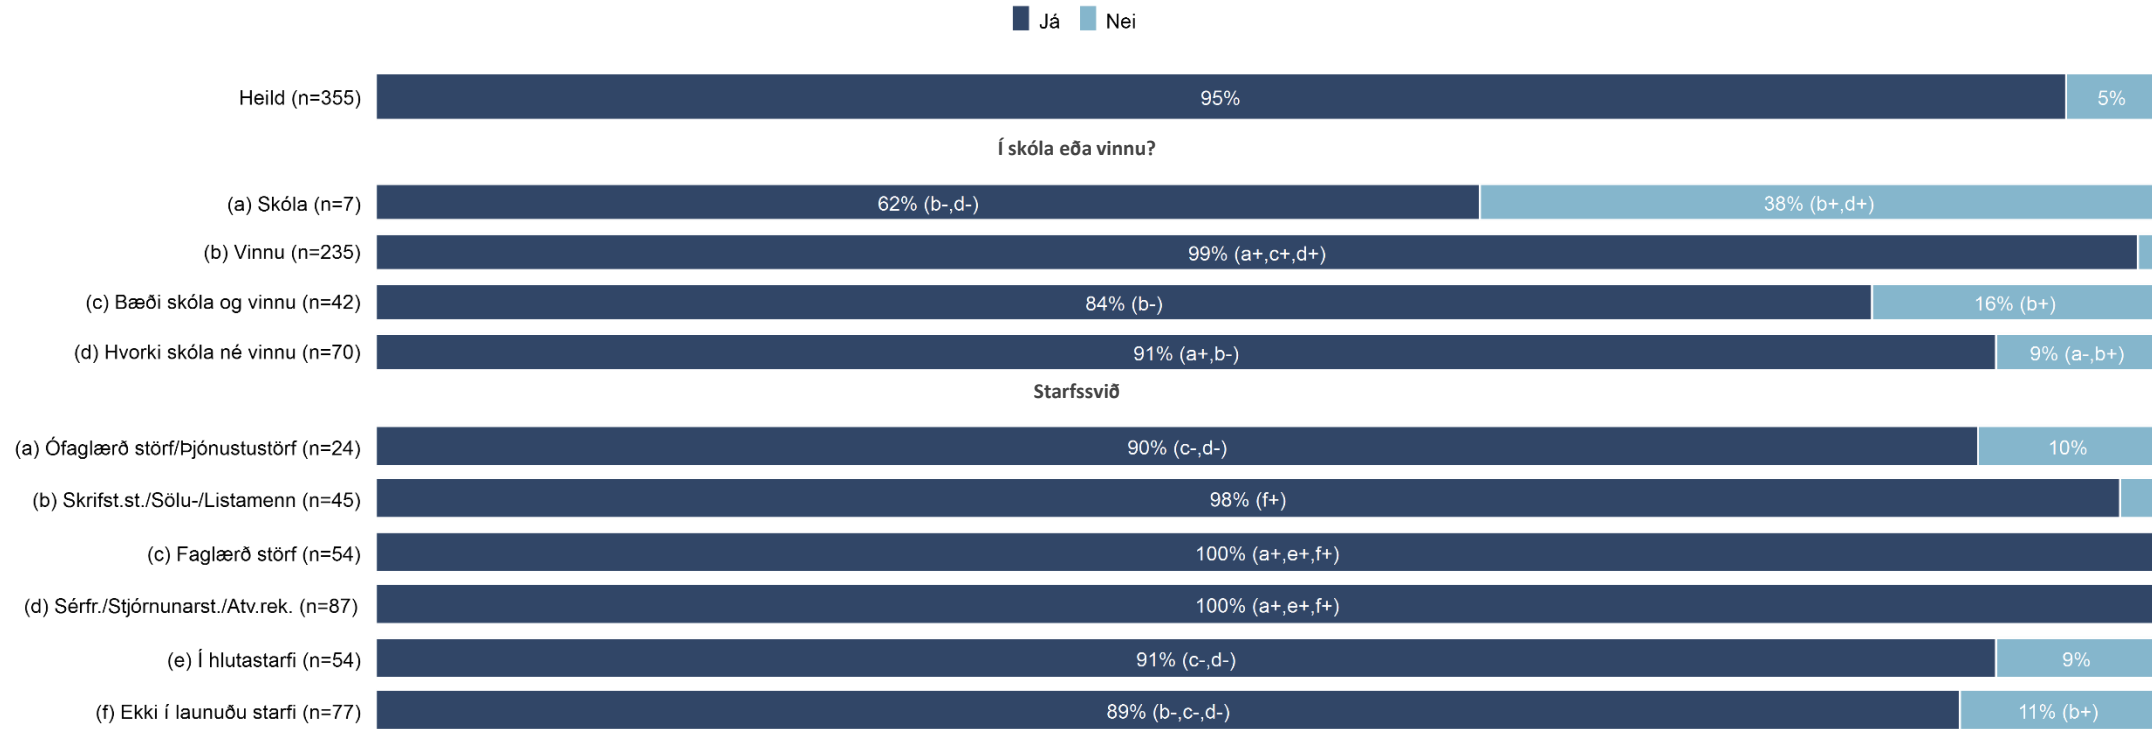 Já Nei
Heild (n=355) 95% 5%
Í skóla eða vinnu?
(a) Skóla (n=7) 62% (b-,d-) 38% (b+,d+)
(b) Vinnu (n=235) 99% (a+,c+,d+)
(c) Bæði skóla og vinnu (n=42) 84% (b-) 16% (b+)
(d) Hvorki skóla né vinnu (n=70) 91% (a+,b-) 9% (a-,b+)
Starfssvið
(a) Ófaglærð störf/Þjónustustörf (n=24) 90% (c-,d-) 10%
(b) Skrifst.st./Sölu-/Listamenn (n=45) 98% (f+)
(c) Faglærð störf (n=54) 100% (a+,e+,f+)
(d) Sérfr./Stjórnunarst./Atv.rek. (n=87) 100% (a+,e+,f+)
(e) Í hlutastarfi (n=54) 91% (c-,d-) 9%
(f) Ekki í launuðu starfi (n=77) 89% (b-,c-,d-) 11% (b+)